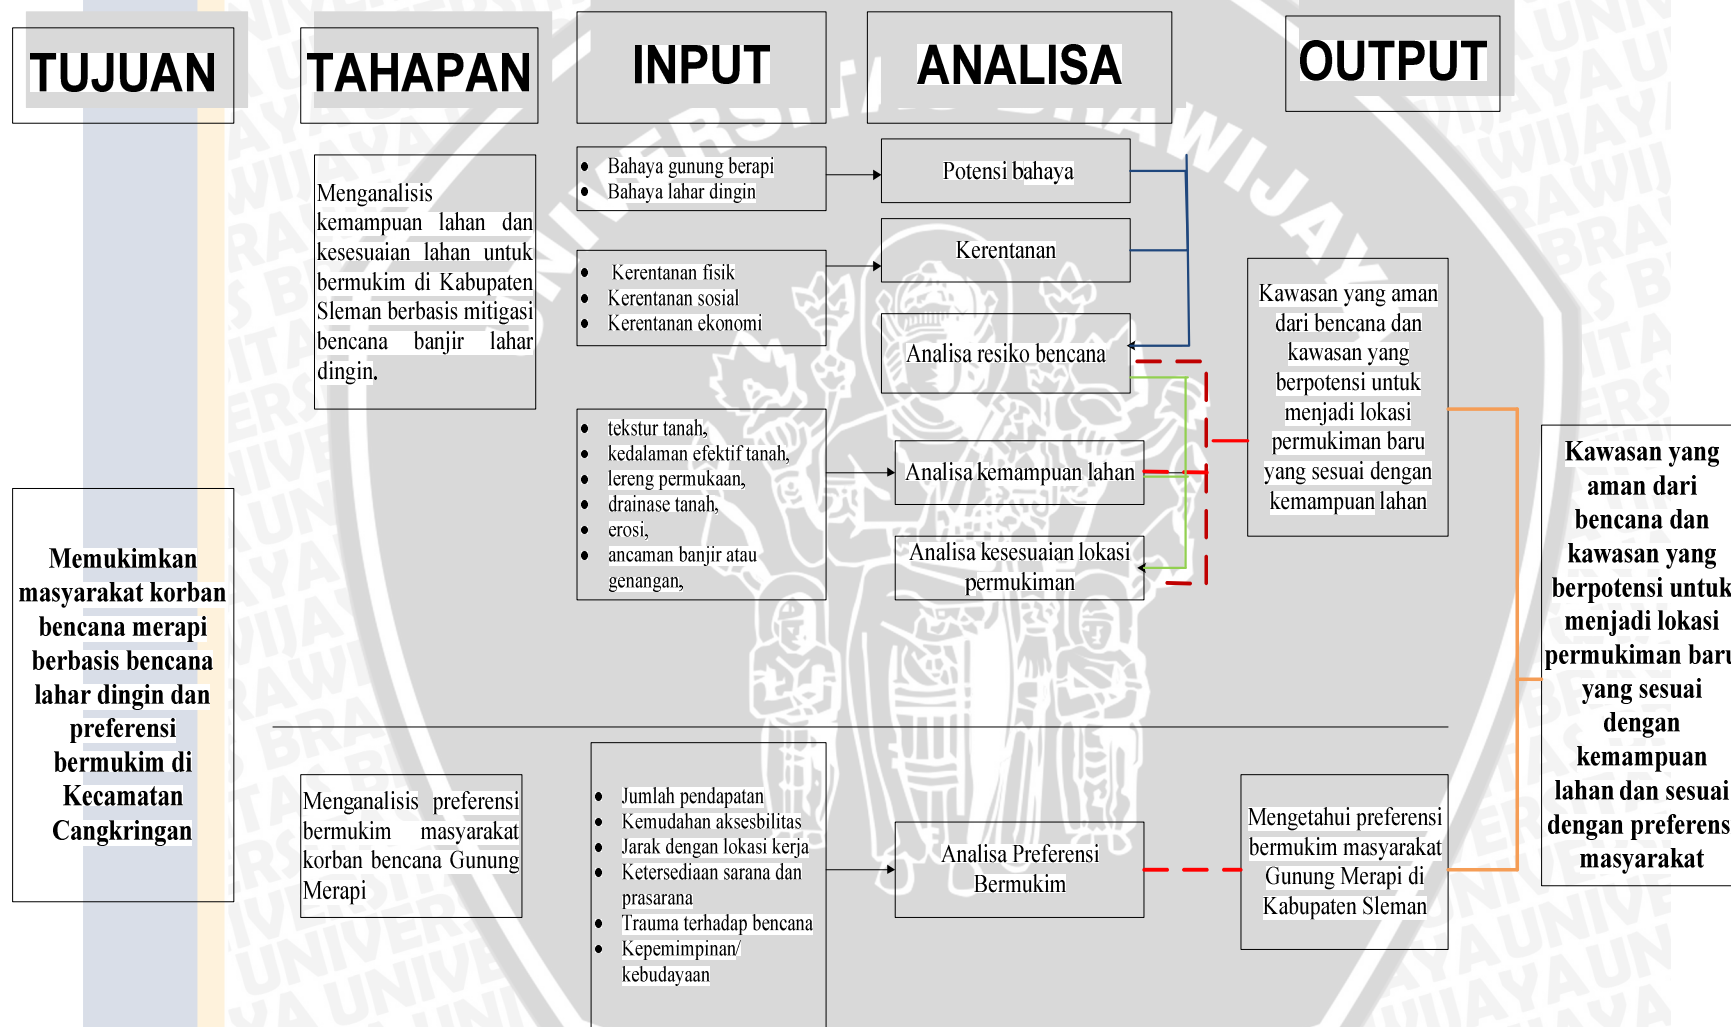 TUJUAN
TAHAPAN
INPUT
ANALISA
OUTPUT
UNIVERSITAS BRAWIJAYA
Memukimkan
masyarakat korban
bencana merapi
berbasis bencana
lahar dingin dan
preferensi
bermukim di
Kecamatan
Cangkringan
Menganalisis
kemampuan lahan dan
kesesuaian lahan untuk
bermukim di Kabupaten
Sleman berbasis mitigasi
bencana banjir lahar
dingin.
• Bahaya gunung berapi
• Bahaya lahar dingin
• Kerentanan fisik
• Kerentanan sosial
• Kerentanan ekonomi
• tekstur tanah,
• kedalaman efektif tanah,
• lereng permukaan,
• drainase tanah,
• erosi,
• ancaman banjir atau
genangan,
Potensi bahaya
Kerentanan
Analisa resiko bencana
Analisa kemampuan lahan
Analisa kesesuaian lokasi
permukiman
Kawasan yang aman
dari bencana dan
kawasan yang
berpotensi untuk
menjadi lokasi
permukiman baru
yang sesuai dengan
kemampuan lahan
Menganalisis preferensi
bermukim masyarakat
korban bencana Gunung
Merapi
• Jumlah pendapatan
• Kemudahan aksesbilitas
• Jarak dengan lokasi kerja
• Ketersediaan sarana dan
prasarana
• Trauma terhadap bencana
• Kepemimpinan/
kebudayaan
Analisa Preferensi
Bermukim
Mengetahui preferensi
bermukim masyarakat
Gunung Merapi di
Kabupaten Sleman
Kawasan yang
aman dari
bencana dan
kawasan yang
berpotensi untuk
menjadi lokasi
permukiman baru
yang sesuai
dengan
kemampuan
lahan dan sesuai
dengan preferens
masyarakat